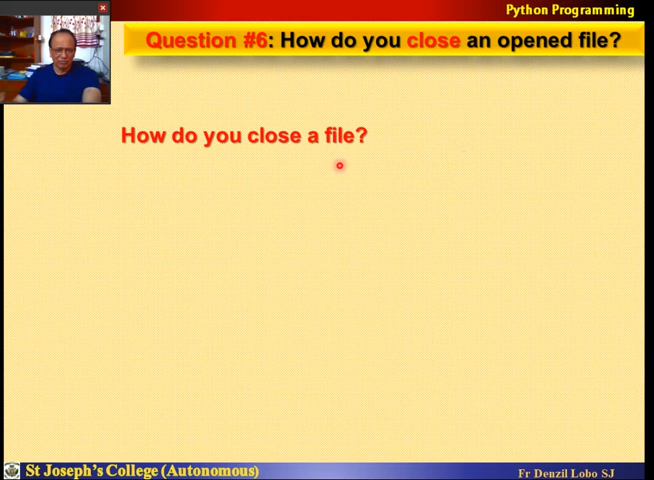 Python Programming
Question #6: How do you close an opened file?
How do you close a file?
St Joseph's College (Autonomous)
Fr Denzil Lobo SJ